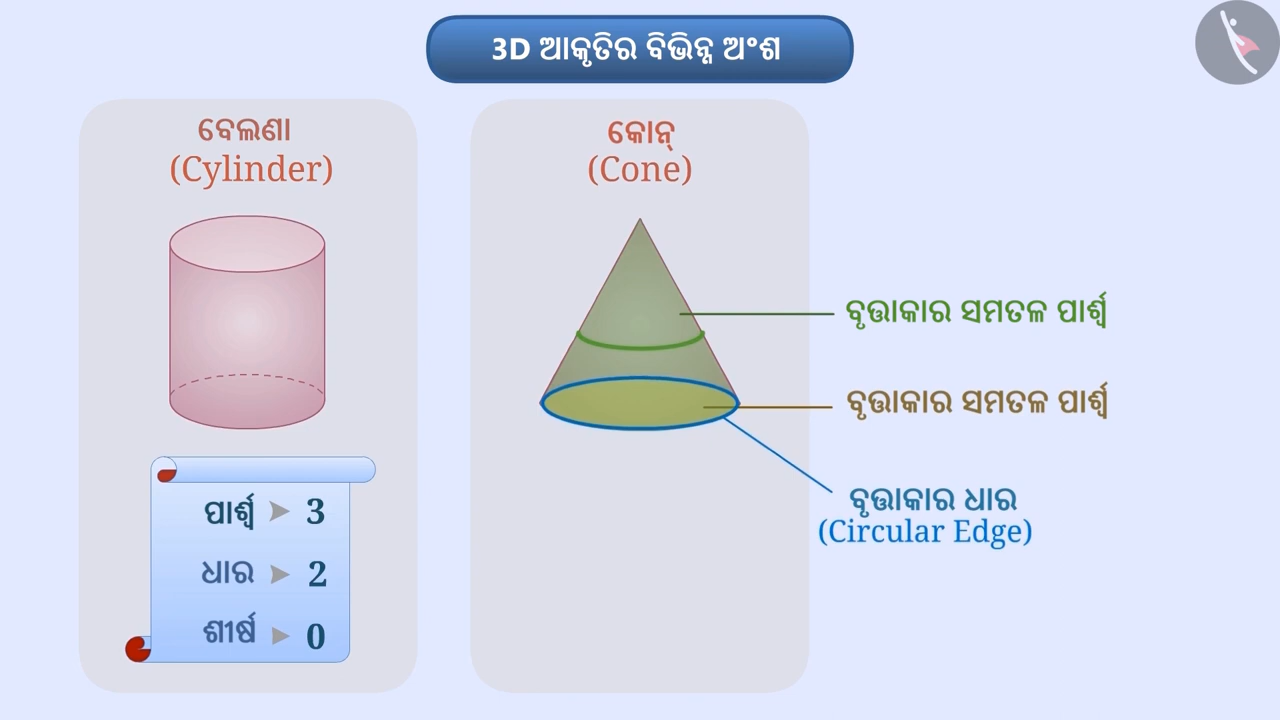 3D ଆକୃତିର ବିଭିନ୍ନ ଅଂଶ
ବେଲଣା
(Cylinder)
ପାର୍ଶ୍ଵ ➤ 3
ଧାର ➤ 2
ଶୀର୍ଷ ➤ 0
କୋନ୍
(Cone)
ବୃତ୍ତାକାର ସମତଳ ପାର୍ଶ୍ଵ
ବୃତ୍ତାକାର ସମତଳ ପାର୍ଶ୍ଵ
ବୃତ୍ତାକାର ଧାର
(Circular Edge)